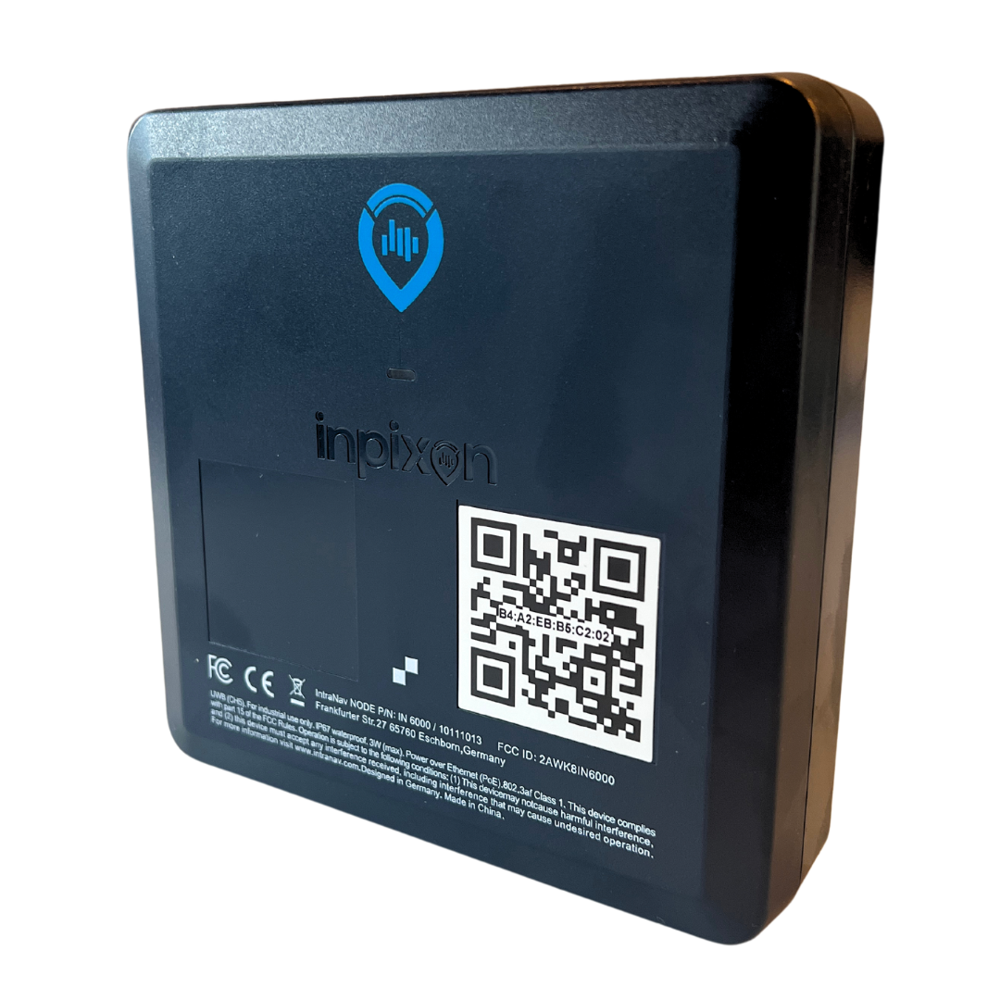 inpixon
B4:A2:EB:B5:C2:02
FC CE
IntraNav NODE P/N: IN 6000 / 10111013
Frankfurter Str.27 65760 Eschborn,Germany
FCC ID: 2AWK8IN6000
UWB (CH5). For industrial use only. IP67 waterproof. 3W (max). Power over Ethernet (PoE).802.3af Class 1. This device complies
with part 15 of the FCC Rules. Operation is subject to the following conditions: (1) This devicemay notcause harmful interference,
and (2) this device must accept any interference received, including interference that may cause undesired operation.
For more information visit www.intranav.com.Designed in Germany. Made in China.